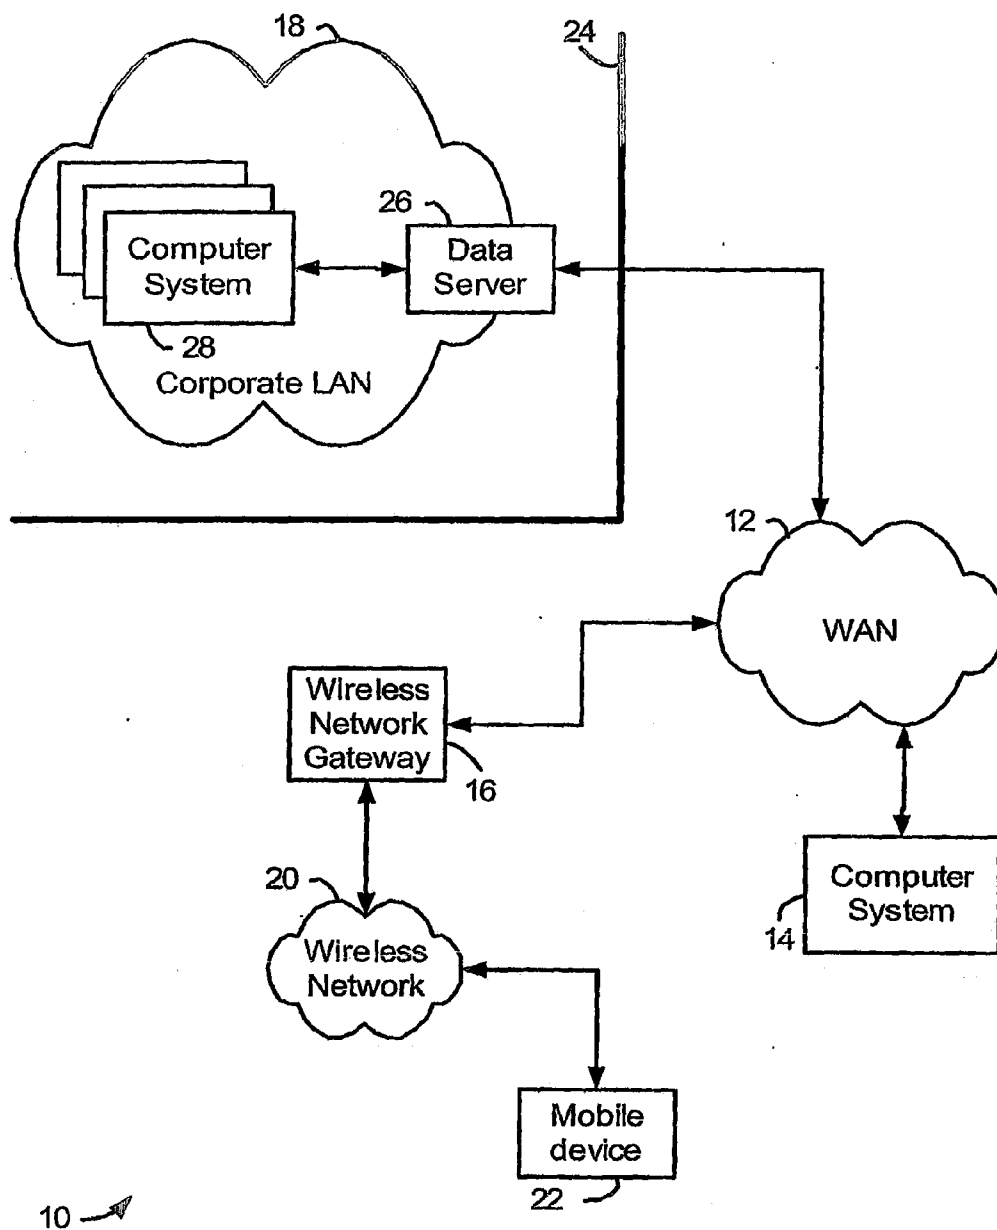 18
24
26
Computer
System
Data
Server
28
Corporate LAN
12
WAN
Wireless
Network
Gateway
16
20
Wireless
Network
Computer
System
14
Mobile
device
22
10